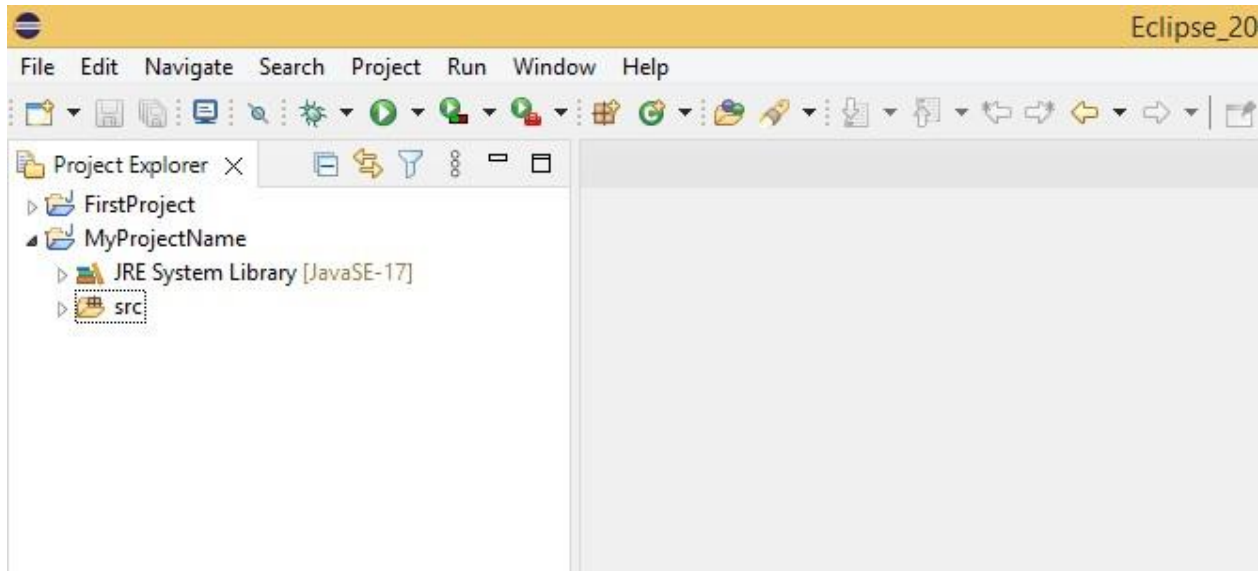 Eclipse_20
File Edit Navigate Search Project Run Window Help
Project Explorer
FirstProject
MyProjectName
JRE System Library [JavaSE-17]
src